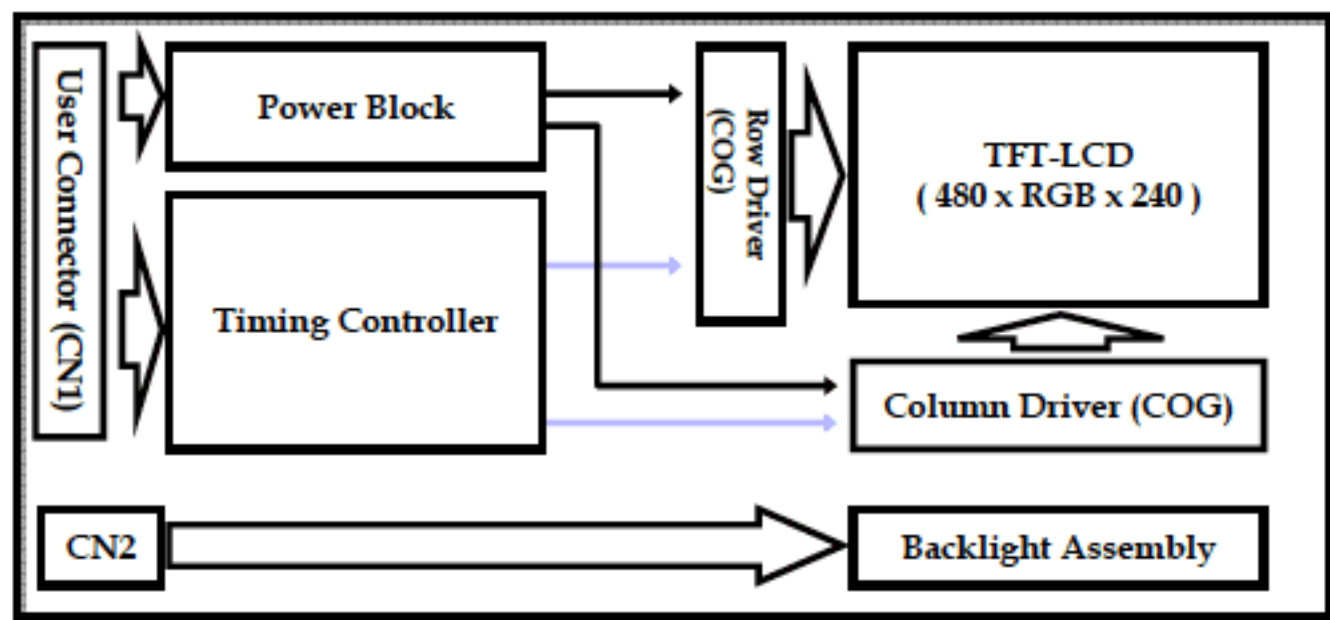 User Connector (CN1)
Power Block
Row Driver
(COG)
TFT-LCD
( 480 x RGB x 240 )
Timing Controller
Column Driver (COG)
CN2
Backlight Assembly